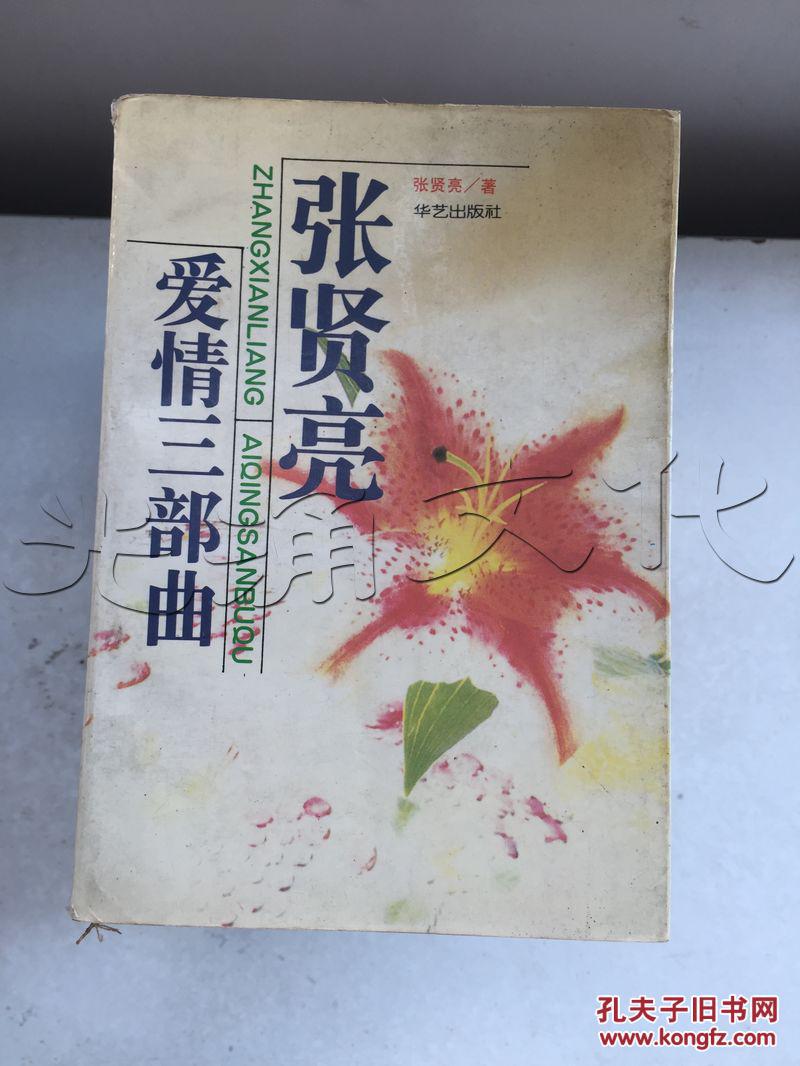 张贤亮/著
华艺出版社
张贤亮
ZHANGXIANLIANG
爱情三部曲
AIQINGSANBUQU
孔夫子旧书网
www.kongfz.com